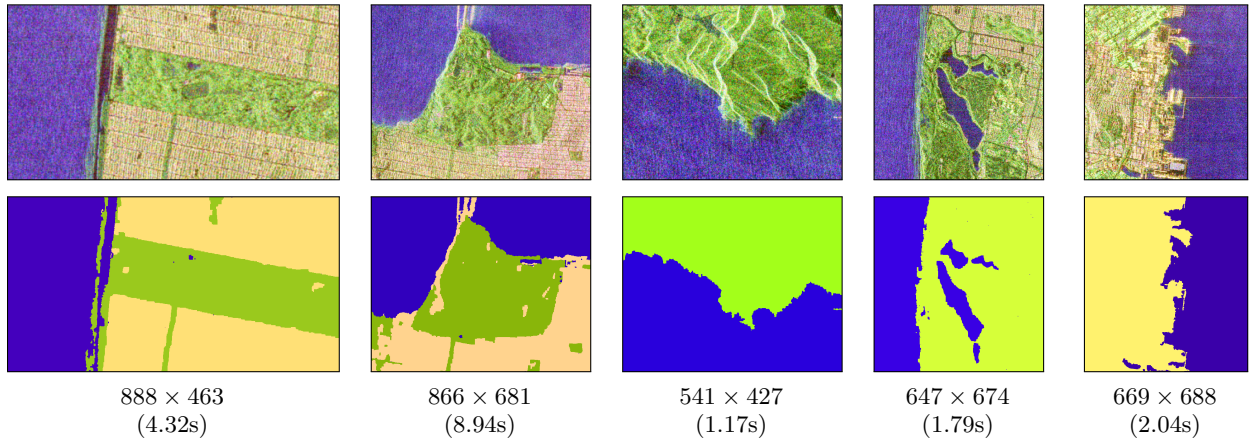 888 × 463 866 × 681 541 × 427 647 × 674 669 × 688
(4.32s) (8.94s) (1.17s) (1.79s) (2.04s)